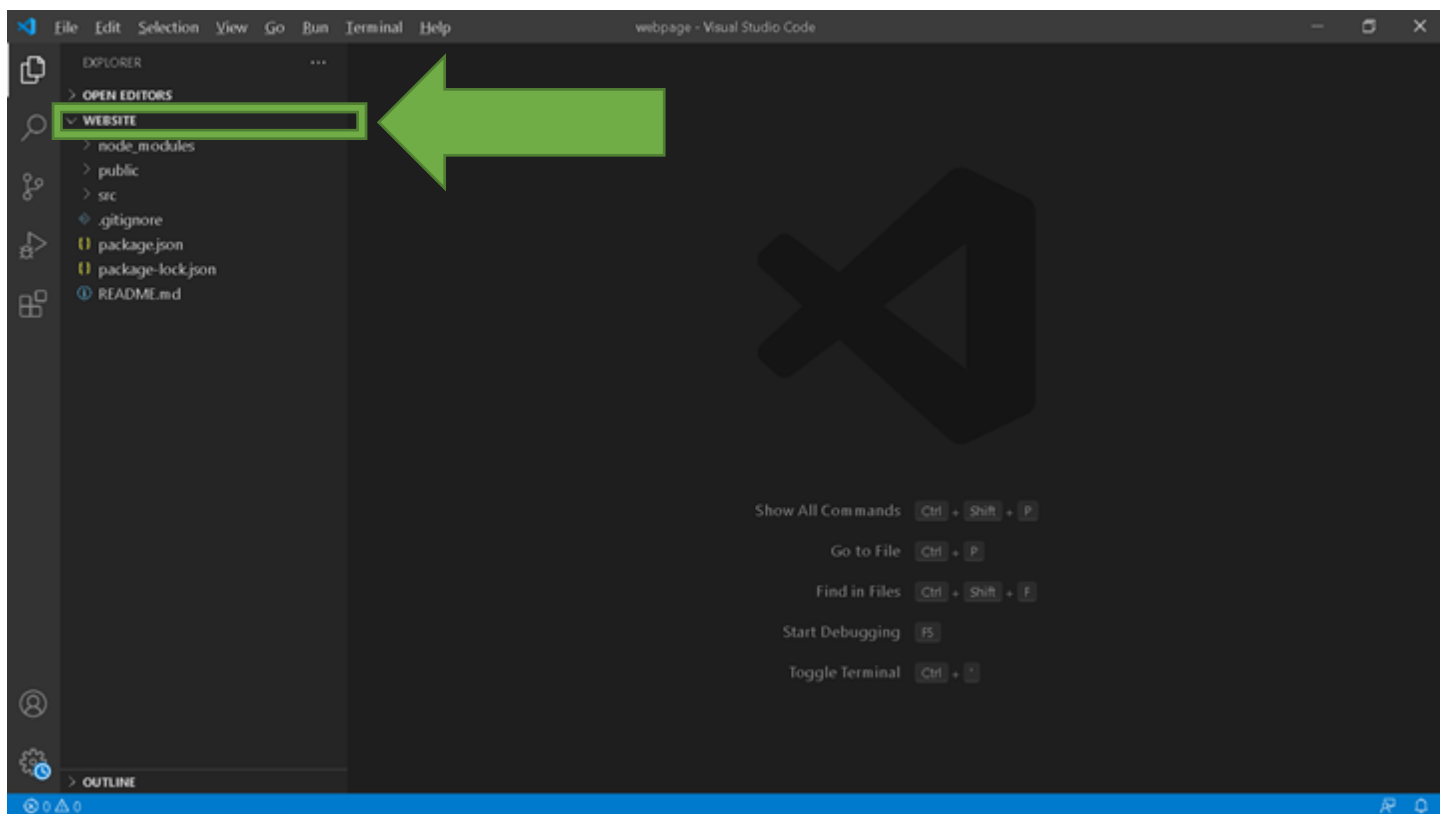 File Edit Selection View Go Run Terminal Help webpage - Visual Studio Code
EXPLORER
OPEN EDITORS
WEBSITE
node_modules
public
src
.gitignore
package.json
package-lock.json
README.md
Show All Commands Ctrl + Shift + P
Go to File Ctrl + P
Find in Files Ctrl + Shift + F
Start Debugging F5
Toggle Terminal Ctrl + `
OUTLINE
0 0